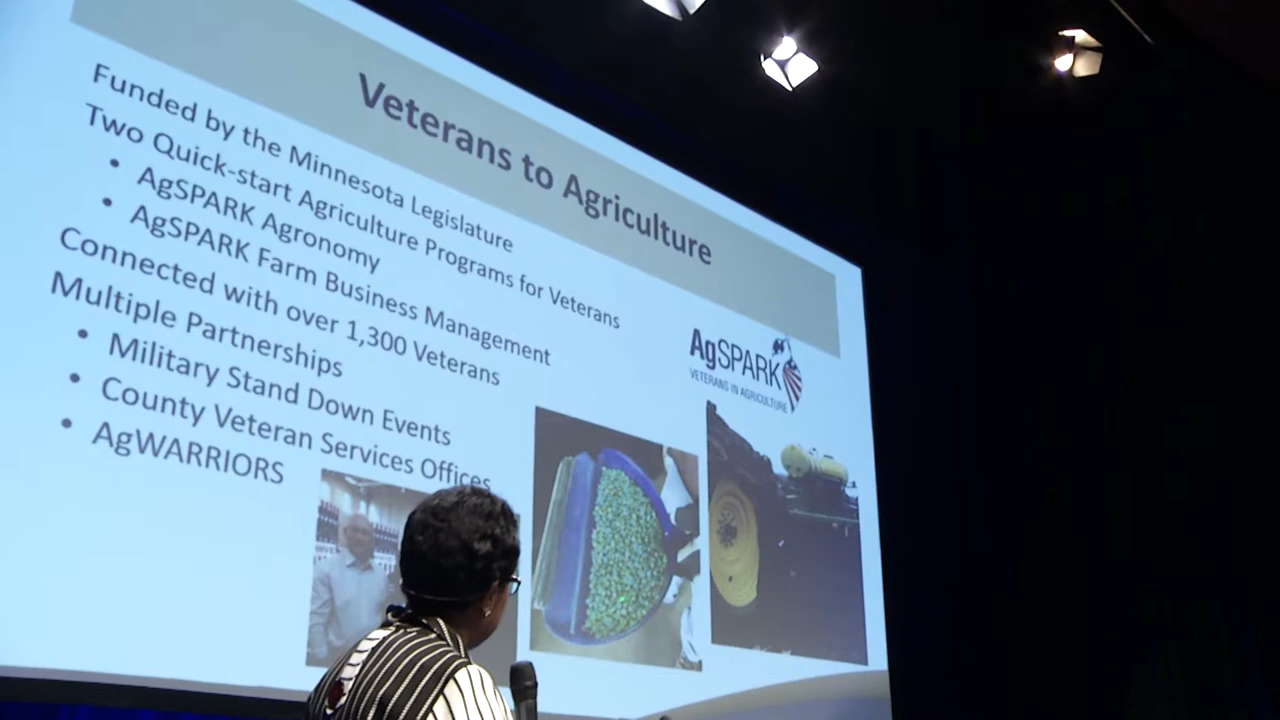 Veterans to Agriculture
Funded by the Minnesota Legislature
Two Quick-start Agriculture Programs for Veterans
• AgSPARK Agronomy
• AgSPARK Farm Business Management
Connected with over 1,300 Veterans
Multiple Partnerships
• Military Stand Down Events
• County Veteran Services Offices
• AgWARRIORS
AgSPARK
VETERANS IN AGRICULTURE